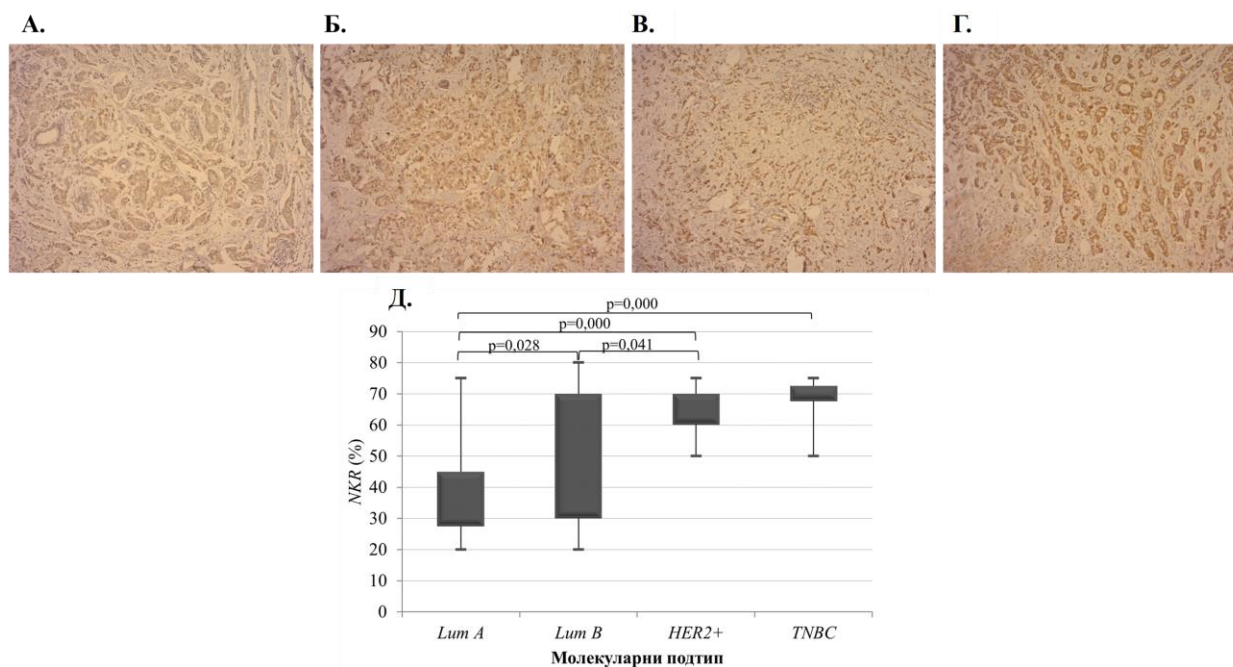 А.
Б.
В.
Г.
Д.
p=0,000
p=0,000
p=0,028
p=0,041
90
80
70
60
50
40
30
20
10
0
NKR (%)
Lum A
Lum B
HER2+
TNBC
Молекуларни подтип